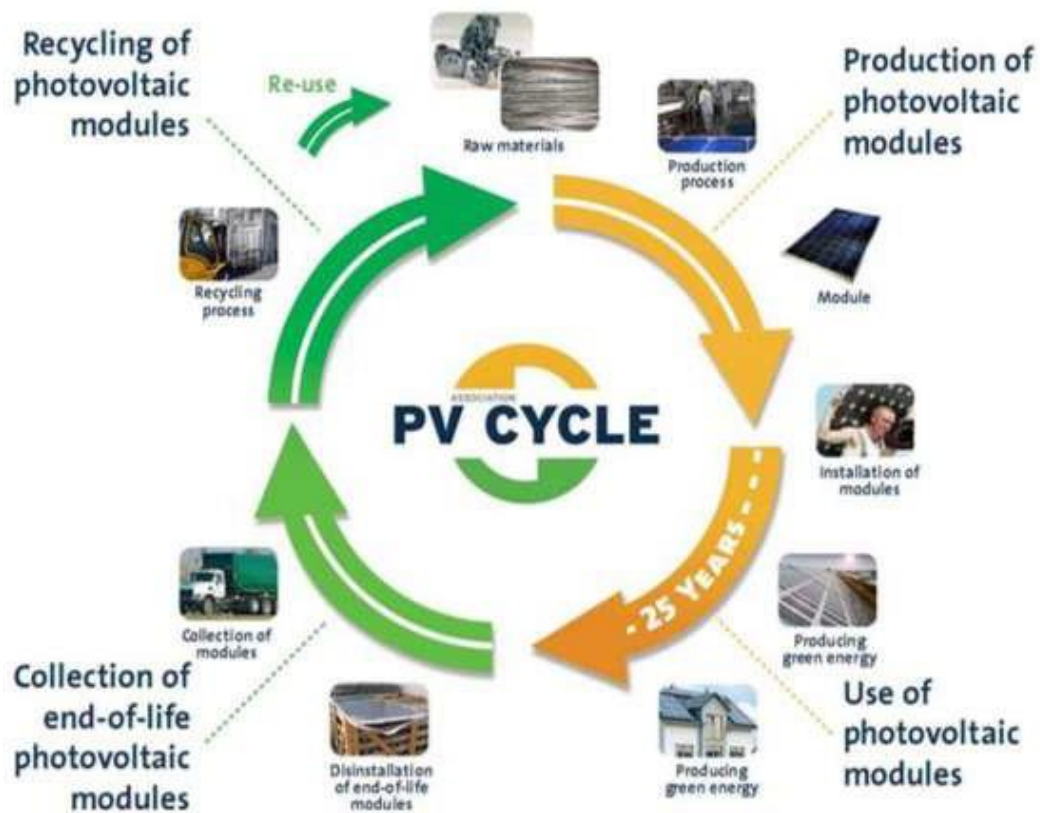 Recycling of
photovoltaic
modules
Re-use
Raw materials
Production
process
Production of
photovoltaic
modules
Recycling
process
Module
ASSOCIATION
PV CYCLE
Installation of
modules
- 25 YEARS - - -
Collection of
modules
Producing
green energy
Collection of
end-of-life
photovoltaic
modules
Disinstallation
of end-of-life
modules
Producing
green energy
Use of
photovoltaic
modules